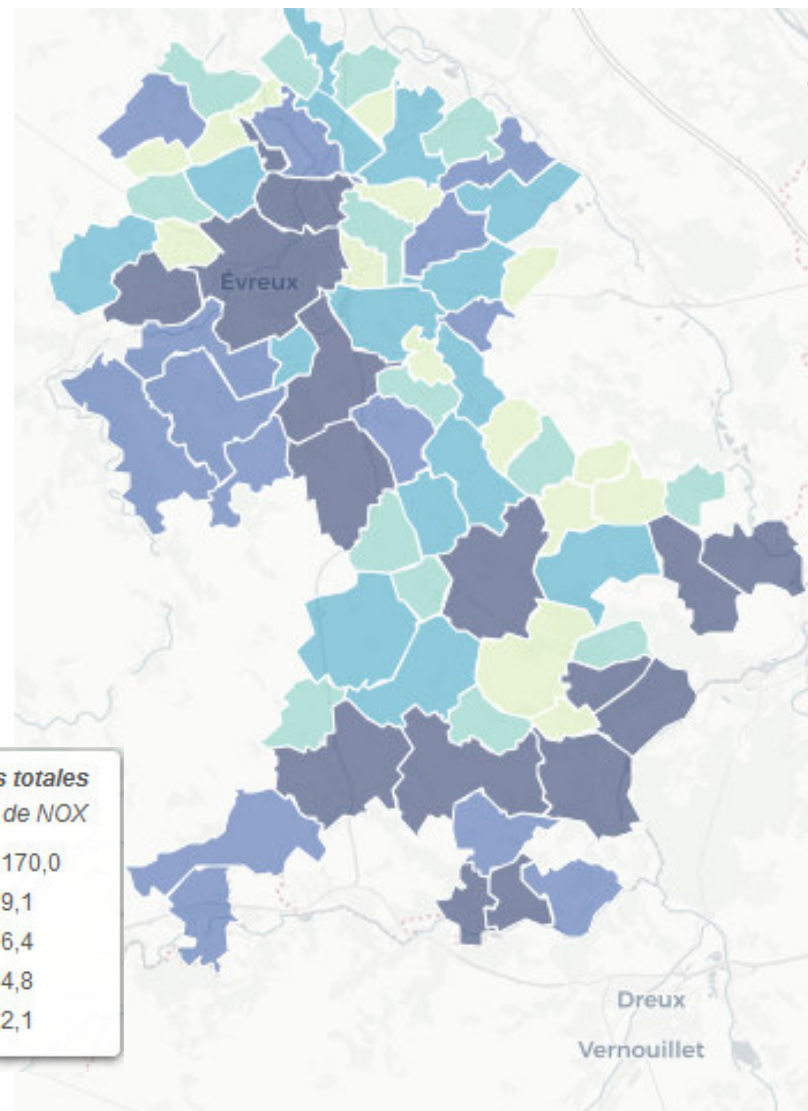 Évreux
s totales
de NOX
170,0
9,1
6,4
4,8
2,1
Dreux
Vernouillet